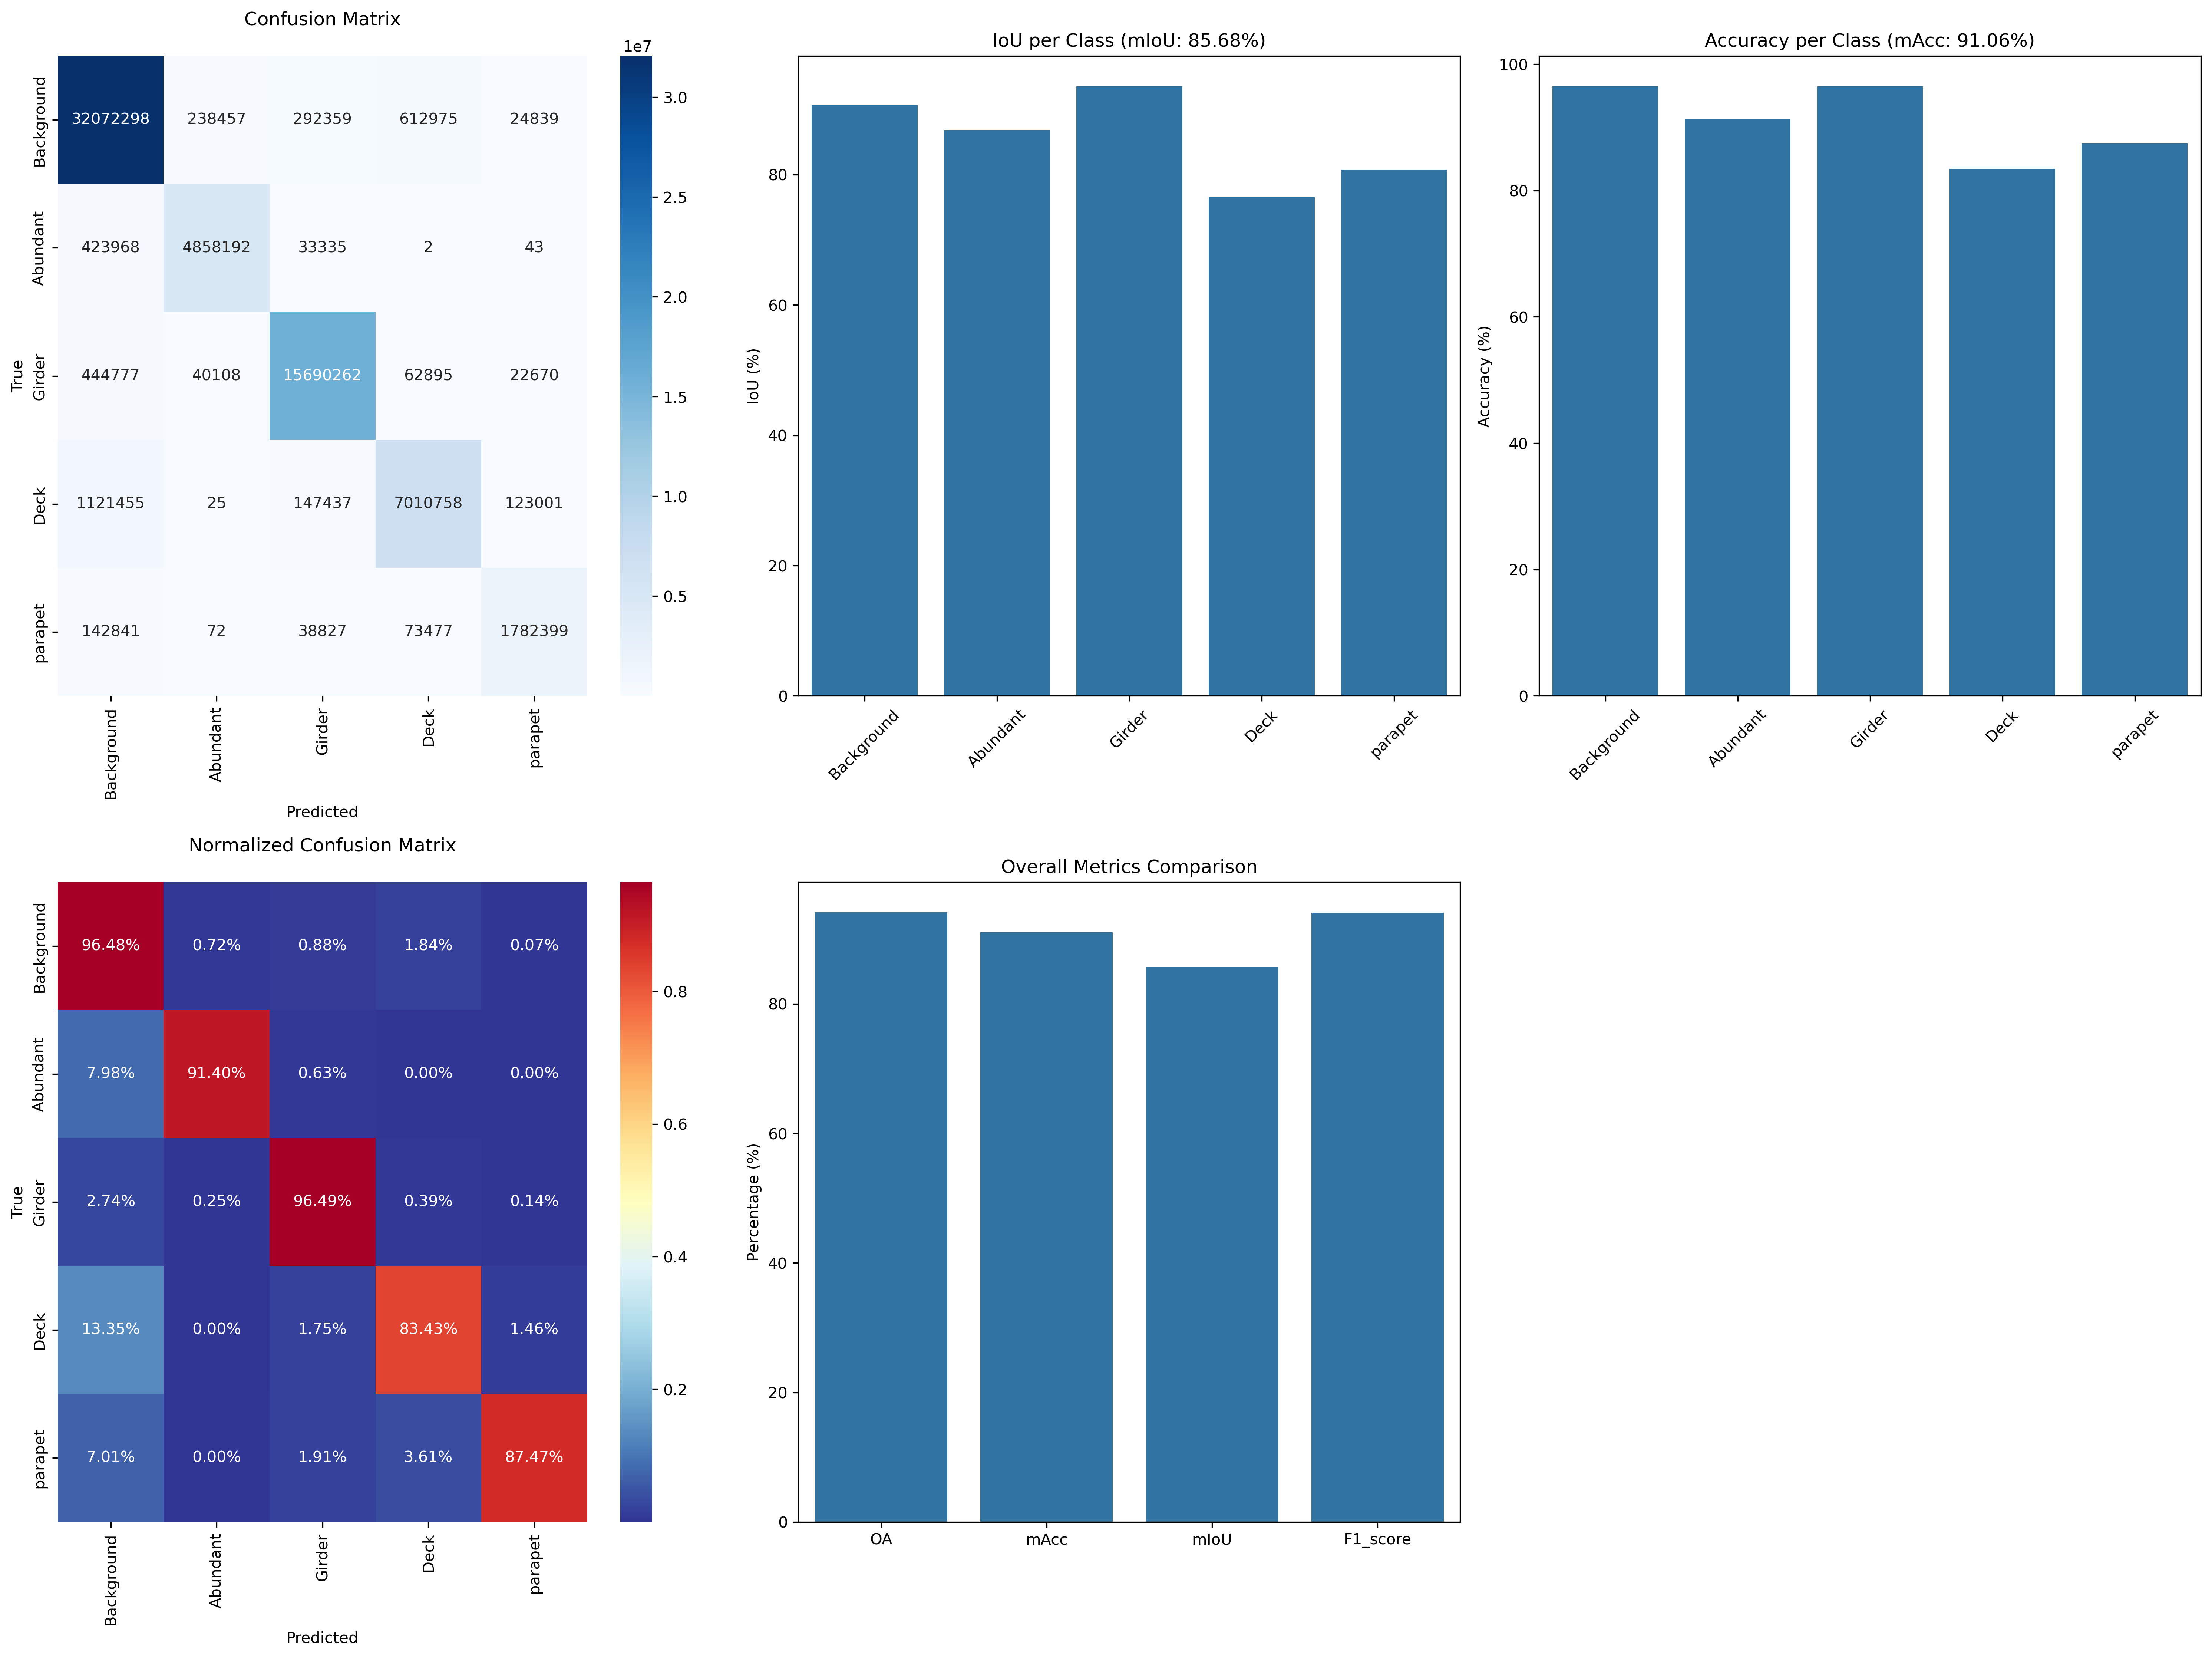 Confusion Matrix
1e7
Background 32072298 238457 292359 612975 24839
Abundant 423968 4858192 33335 2 43
Girder 444777 40108 15690262 62895 22670
Deck 1121455 25 147437 7010758 123001
parapet 142841 72 38827 73477 1782399
True
3.0
2.5
2.0
1.5
1.0
0.5
Background Abundant Girder Deck parapet
Predicted
IoU per Class (mIoU: 85.68%)
IoU (%)
80
60
40
20
0
Background Abundant Girder Deck parapet
Accuracy per Class (mAcc: 91.06%)
Accuracy (%)
100
80
60
40
20
0
Background Abundant Girder Deck parapet
Normalized Confusion Matrix
Background 96.48% 0.72% 0.88% 1.84% 0.07%
Abundant 7.98% 91.40% 0.63% 0.00% 0.00%
Girder 2.74% 0.25% 96.49% 0.39% 0.14%
Deck 13.35% 0.00% 1.75% 83.43% 1.46%
parapet 7.01% 0.00% 1.91% 3.61% 87.47%
True
0.8
0.6
0.4
0.2
Background Abundant Girder Deck parapet
Predicted
Overall Metrics Comparison
Percentage (%)
80
60
40
20
0
OA mAcc mIoU F1_score